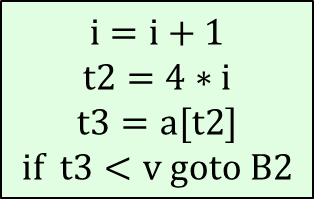 i = i + 1
t2 = 4 * i
t3 = a[t2]
if t3 < v goto B2